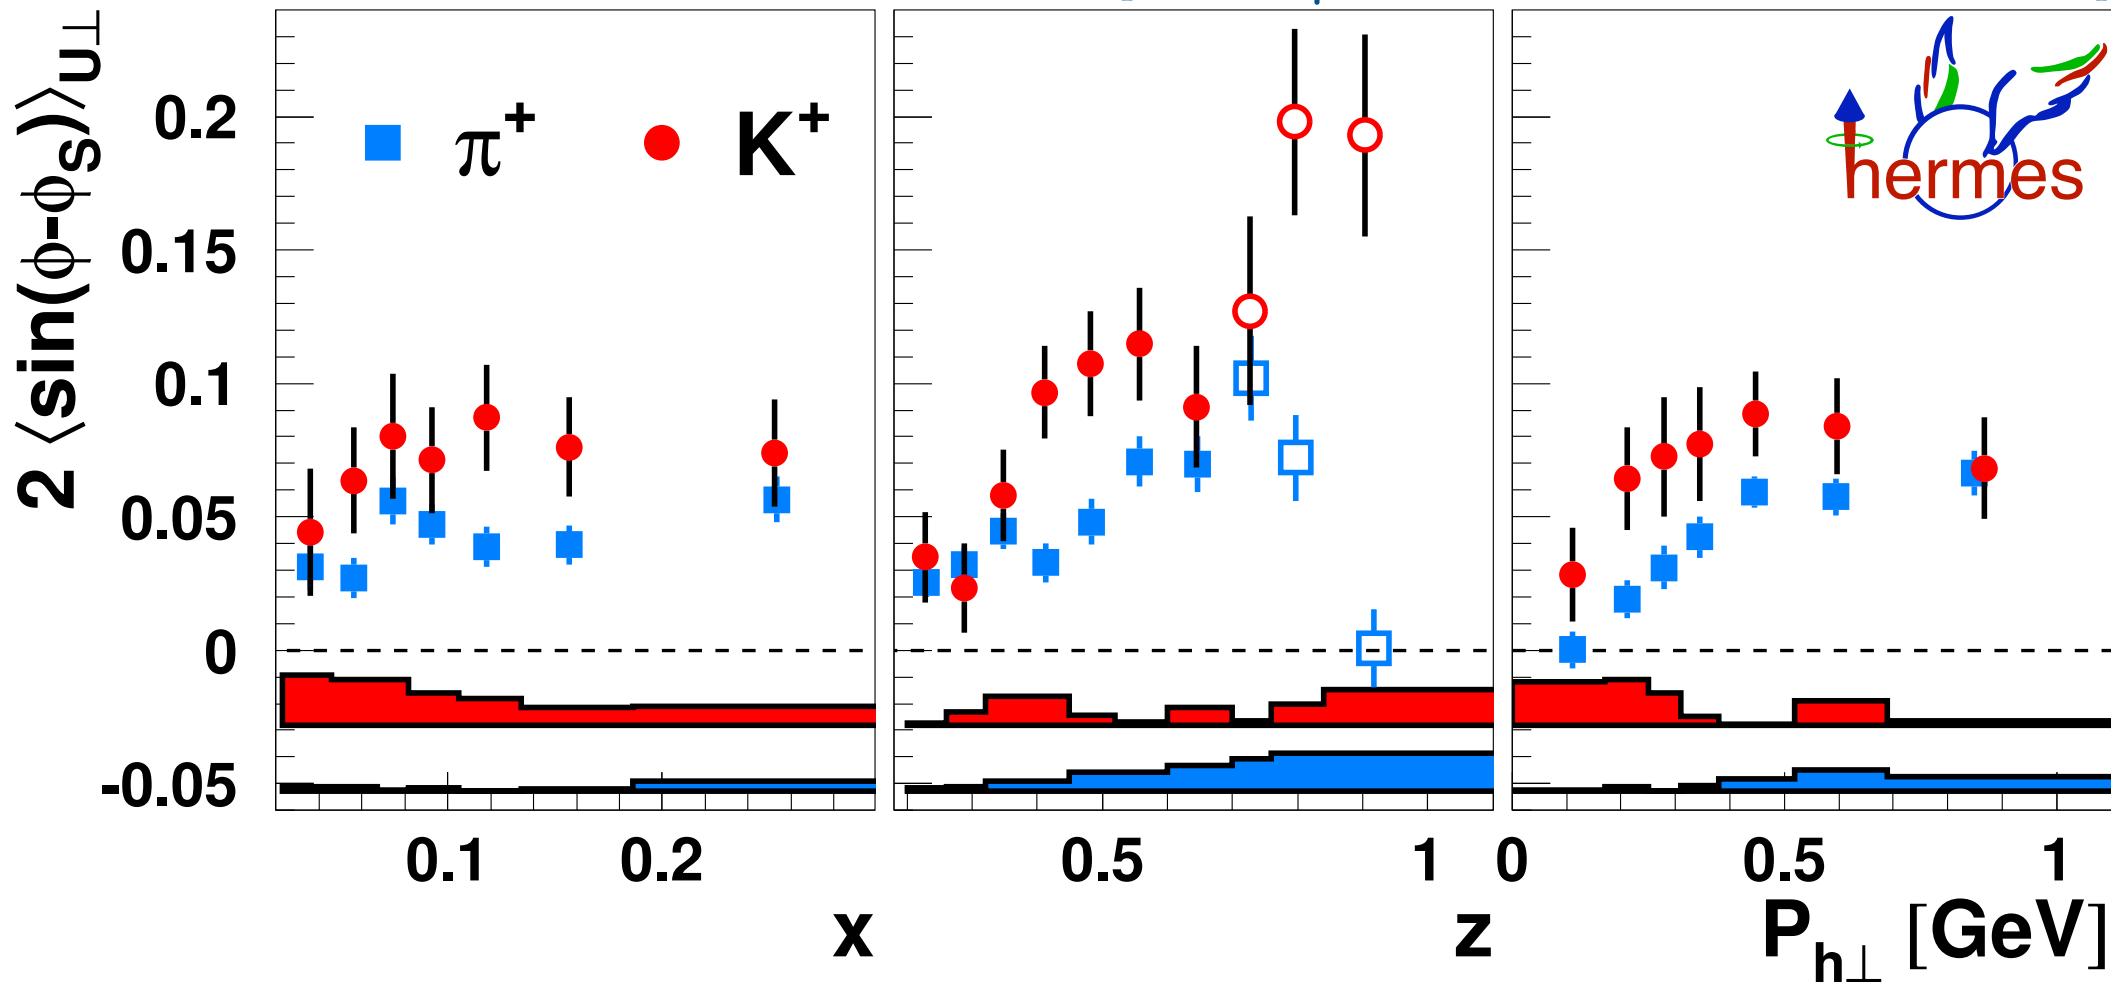 2 ⟨sin(ϕ-ϕS)⟩U⊥
0.2
0.15
0.1
0.05
0
-0.05
π+ K+
hermes
0.1 0.2
0.5 1
0 0.5 1
x
z
Ph⊥ [GeV]